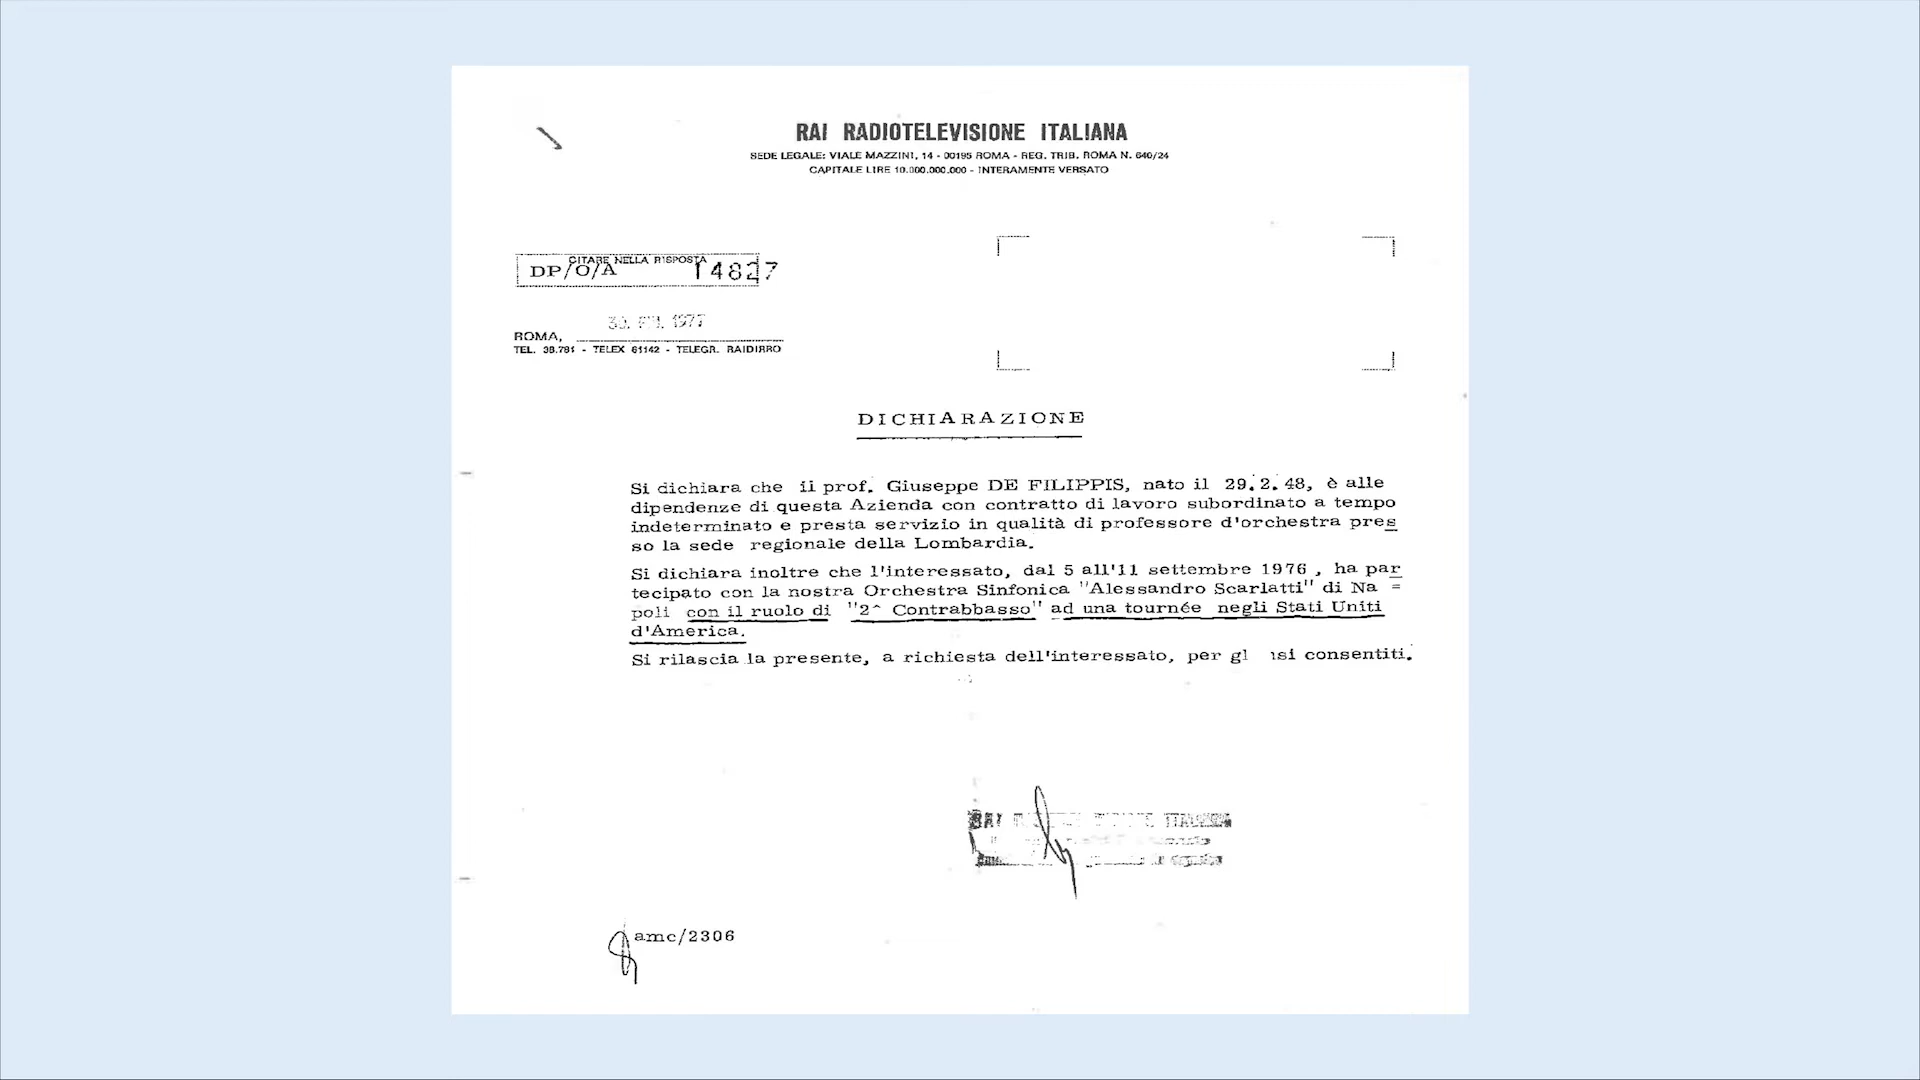 RAI RADIOTELEVISIONE ITALIANA
SEDE LEGALE: VIALE MAZZINI, 14 - 00195 ROMA - REG. TRIB. ROMA N. 640/24
CAPITALE LIRE 10.000.000.000 - INTERAMENTE VERSATO
CITARE NELLA RISPOSTA
DP/O/A 14827
1977
ROMA,
TEL. 38.781 - TELEX 61142 - TELEGR. RAIDIRRO
DICHIARAZIONE
Si dichiara che il prof. Giuseppe DE FILIPPIS, nato il 29.2.48, è alle
dipendenze di questa Azienda con contratto di lavoro subordinato a tempo
indeterminato e presta servizio in qualità di professore d'orchestra pres
so la sede regionale della Lombardia.
Si dichiara inoltre che l'interessato, dal 5 all'11 settembre 1976, ha par
tecipato con la nostra Orchestra Sinfonica "Alessandro Scarlatti" di Na =
poli con il ruolo di "2^ Contrabbasso" ad una tournée negli Stati Uniti
d'America.
Si rilascia la presente, a richiesta dell'interessato, per consentiti.
RAI ITALIANA
amc/2306